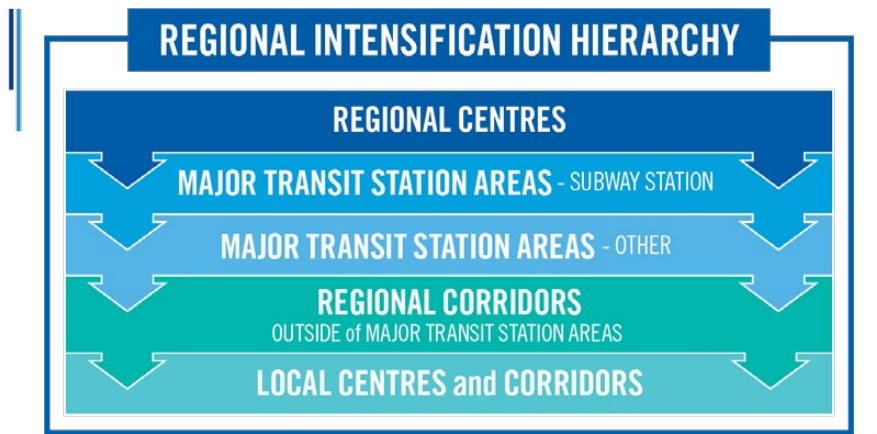 REGIONAL INTENSIFICATION HIERARCHY
REGIONAL CENTRES
MAJOR TRANSIT STATION AREAS - SUBWAY STATION
MAJOR TRANSIT STATION AREAS - OTHER
REGIONAL CORRIDORS
OUTSIDE of MAJOR TRANSIT STATION AREAS
LOCAL CENTRES and CORRIDORS